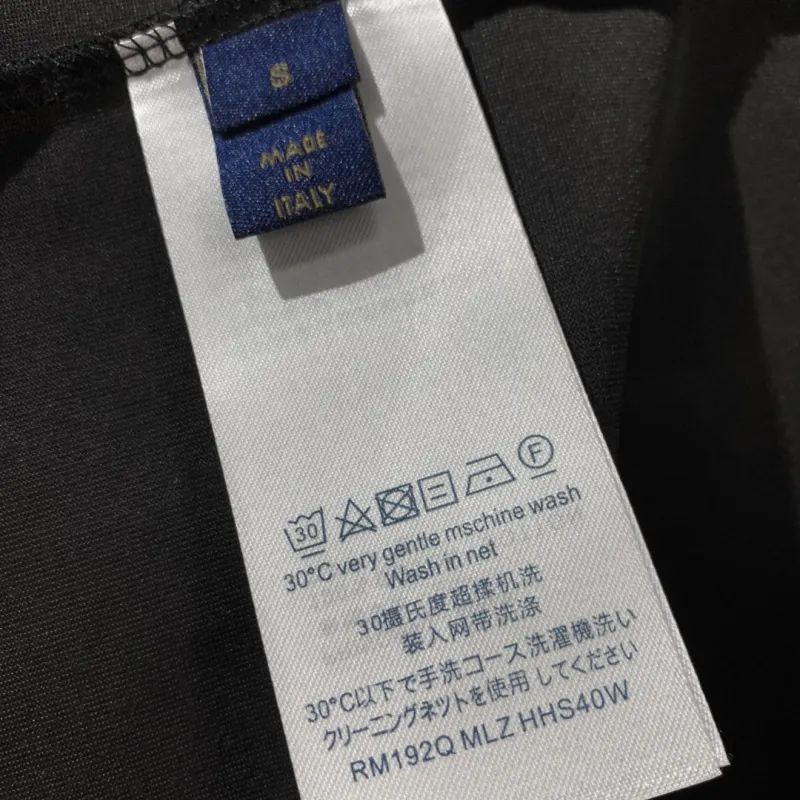 S
MADE
IN
ITALY
30
F
30°C very gentle mschine wash
Wash in net
30摄氏度超揉机洗
装入网带洗涤
30°C以下で手洗コース洗濯機洗い
クリーニングネツトを使用 してください
RM192Q MLZ HHS40W